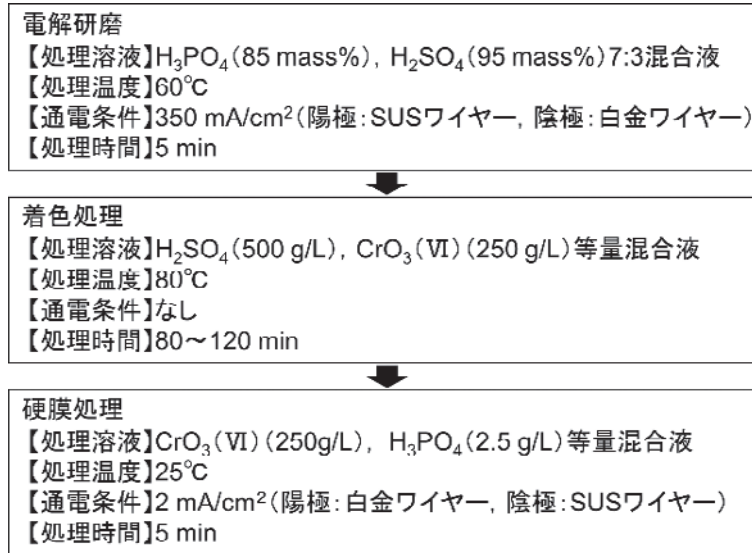 電解研磨
【処理溶液】H₃PO₄(85 mass%), H₂SO₄(95 mass%)7:3混合液
【処理温度】60℃
【通電条件】350 mA/cm²(陽極:SUSワイヤー, 陰極:白金ワイヤー)
【処理時間】5 min
着色処理
【処理溶液】H₂SO₄(500 g/L), CrO₃(Ⅵ)(250 g/L)等量混合液
【処理温度】80℃
【通電条件】なし
【処理時間】80～120 min
硬膜処理
【処理溶液】CrO₃(Ⅵ)(250g/L), H₃PO₄(2.5 g/L)等量混合液
【処理温度】25℃
【通電条件】2 mA/cm²(陽極:白金ワイヤー, 陰極:SUSワイヤー)
【処理時間】5 min